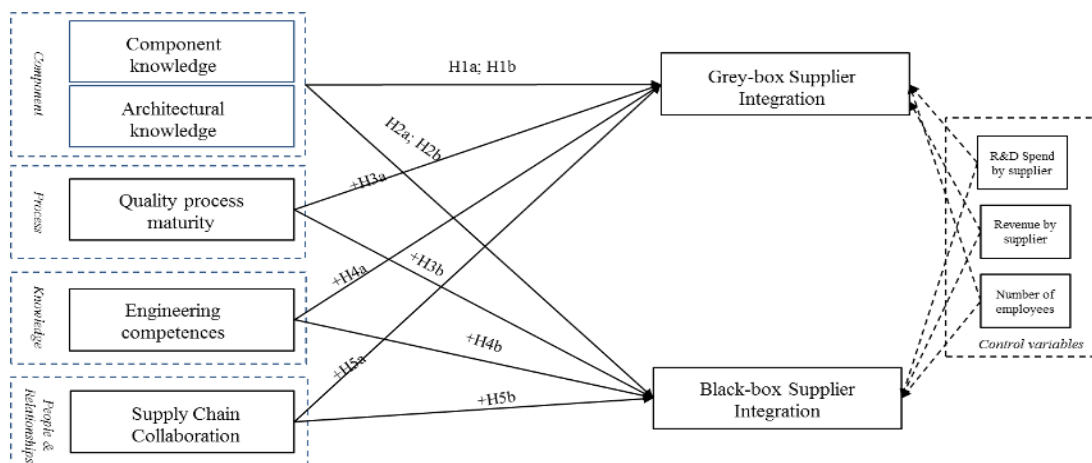 Component
Component
knowledge
Architectural
knowledge
Process
Quality process
maturity
Knowledge
Engineering
competences
People &
Relationships
Supply Chain
Collaboration
H1a; H1b
H2a; H2b
+H3a
+H3b
+H4a
+H4b
+H5a
+H5b
Grey-box Supplier
Integration
Black-box Supplier
Integration
R&D Spend
by supplier
Revenue by
supplier
Number of
employees
Control variables